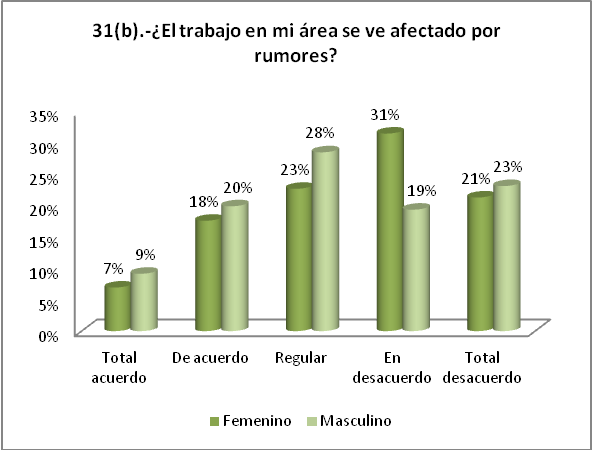 31(b).-¿El trabajo en mi área se ve afectado por
rumores?
35%
30%
25%
20%
15%
10%
5%
0%
7%
9%
18%
20%
23%
28%
31%
19%
21%
23%
Total
acuerdo
De acuerdo
Regular
En
desacuerdo
Total
desacuerdo
Femenino
Masculino